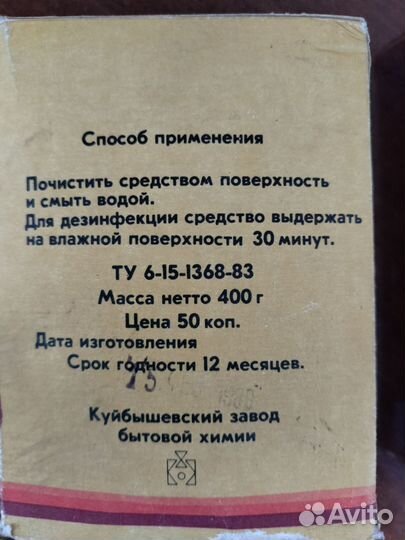 Способ применения
Почистить средством поверхность
и смыть водой.
Для дезинфекции средство выдержать
на влажной поверхности 30 минут.
ТУ 6-15-1368-83
Масса нетто 400 г
Цена 50 коп.
Дата изготовления
Срок годности 12 месяцев.
Куйбышевский завод
бытовой химии
Avito